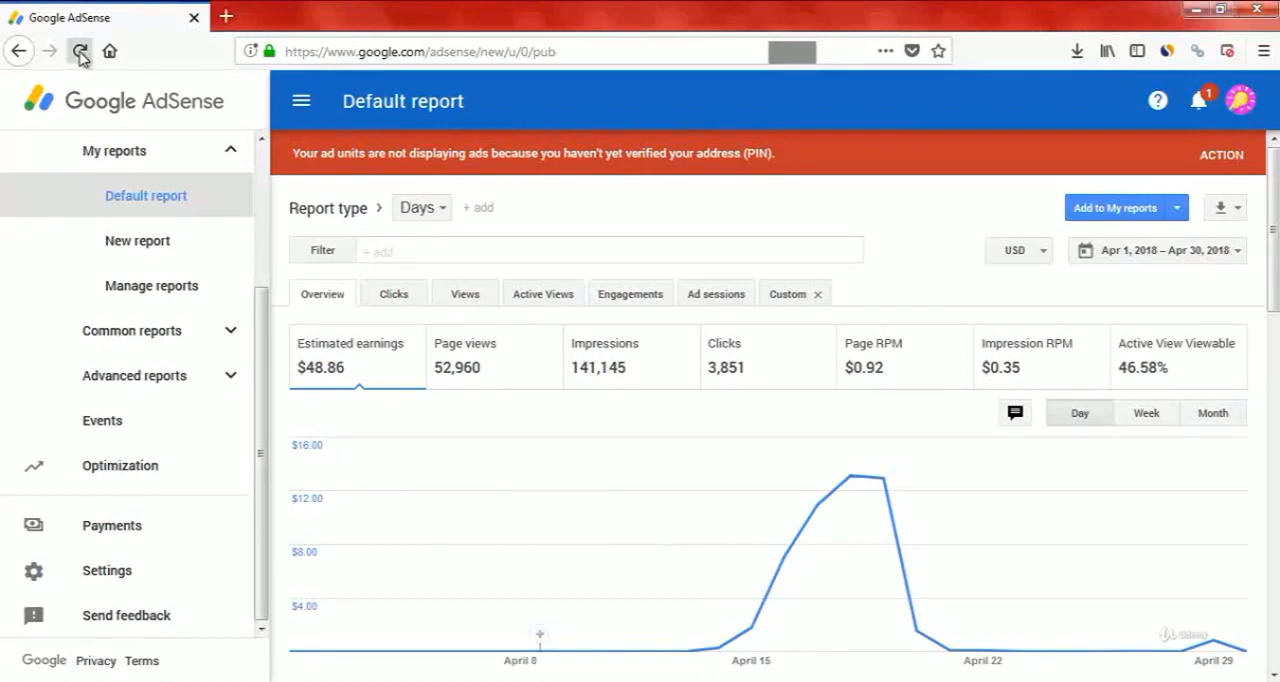 Google AdSense
https://www.google.com/adsense/new/u/0/pub-
Google AdSense
Default report
1
Your ad units are not displaying ads because you haven't yet verified your address (PIN).
ACTION
My reports
Default report
New report
Manage reports
Common reports
Advanced reports
Events
Optimization
Payments
Settings
Send feedback
Google Privacy Terms
Report type > Days + add
Add to My reports
Filter + add
USD
Apr 1, 2018 – Apr 30, 2018
Overview Clicks Views Active Views Engagements Ad sessions Custom ×
Estimated earnings Page views Impressions Clicks Page RPM Impression RPM Active View Viewable
$48.86 52,960 141,145 3,851 $0.92 $0.35 46.58%
Day Week Month
$16.00
$12.00
$8.00
$4.00
Udemy
April 8 April 15 April 22 April 29